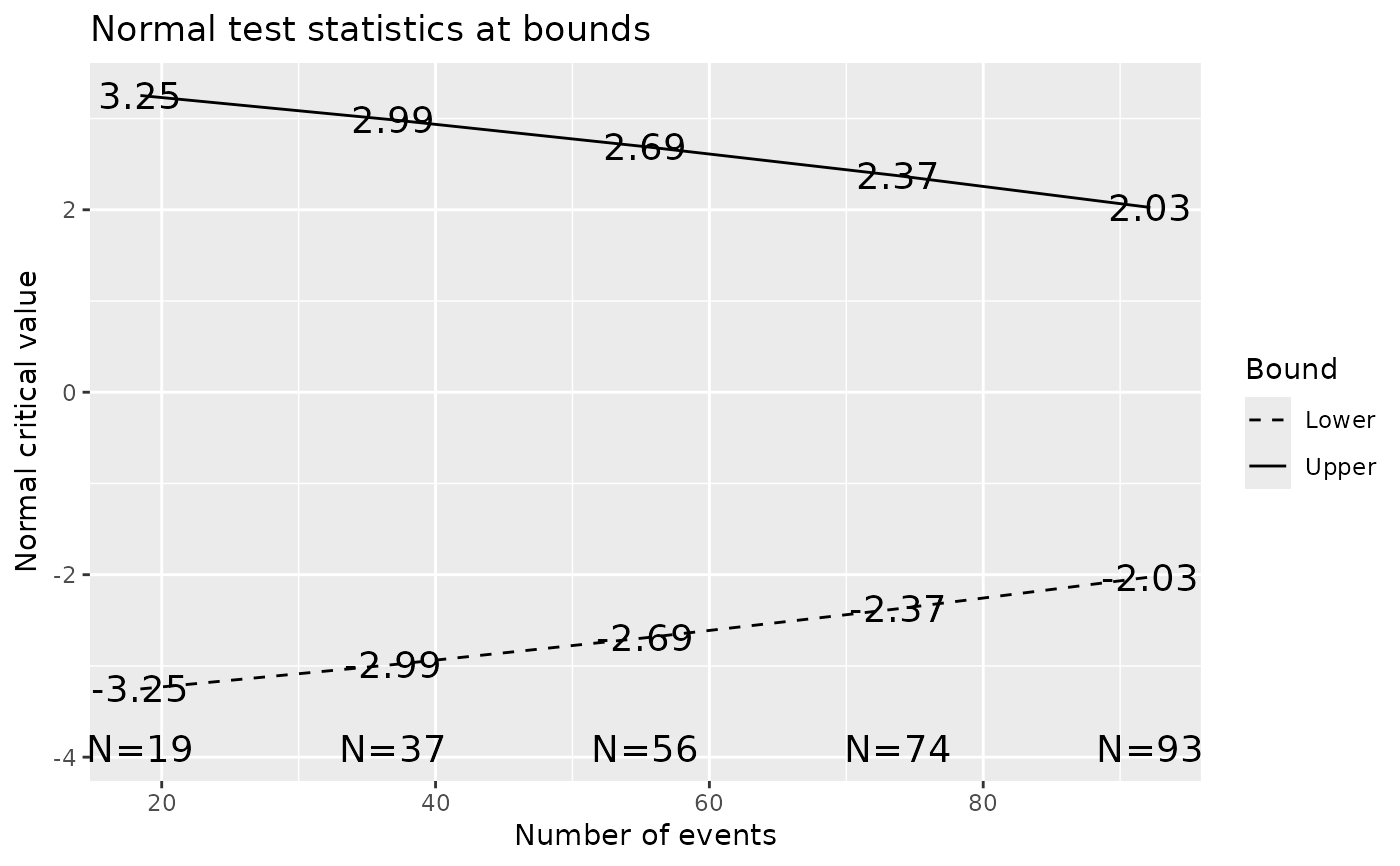 Normal test statistics at bounds
3.25
2.99
2.69
2.37
2.03
2
0
-2
-4
Normal critical value
-3.25
-2.99
-2.69
-2.37
-2.03
N=19 N=37 N=56 N=74 N=93
20 40 60 80
Number of events
Bound
Lower
Upper